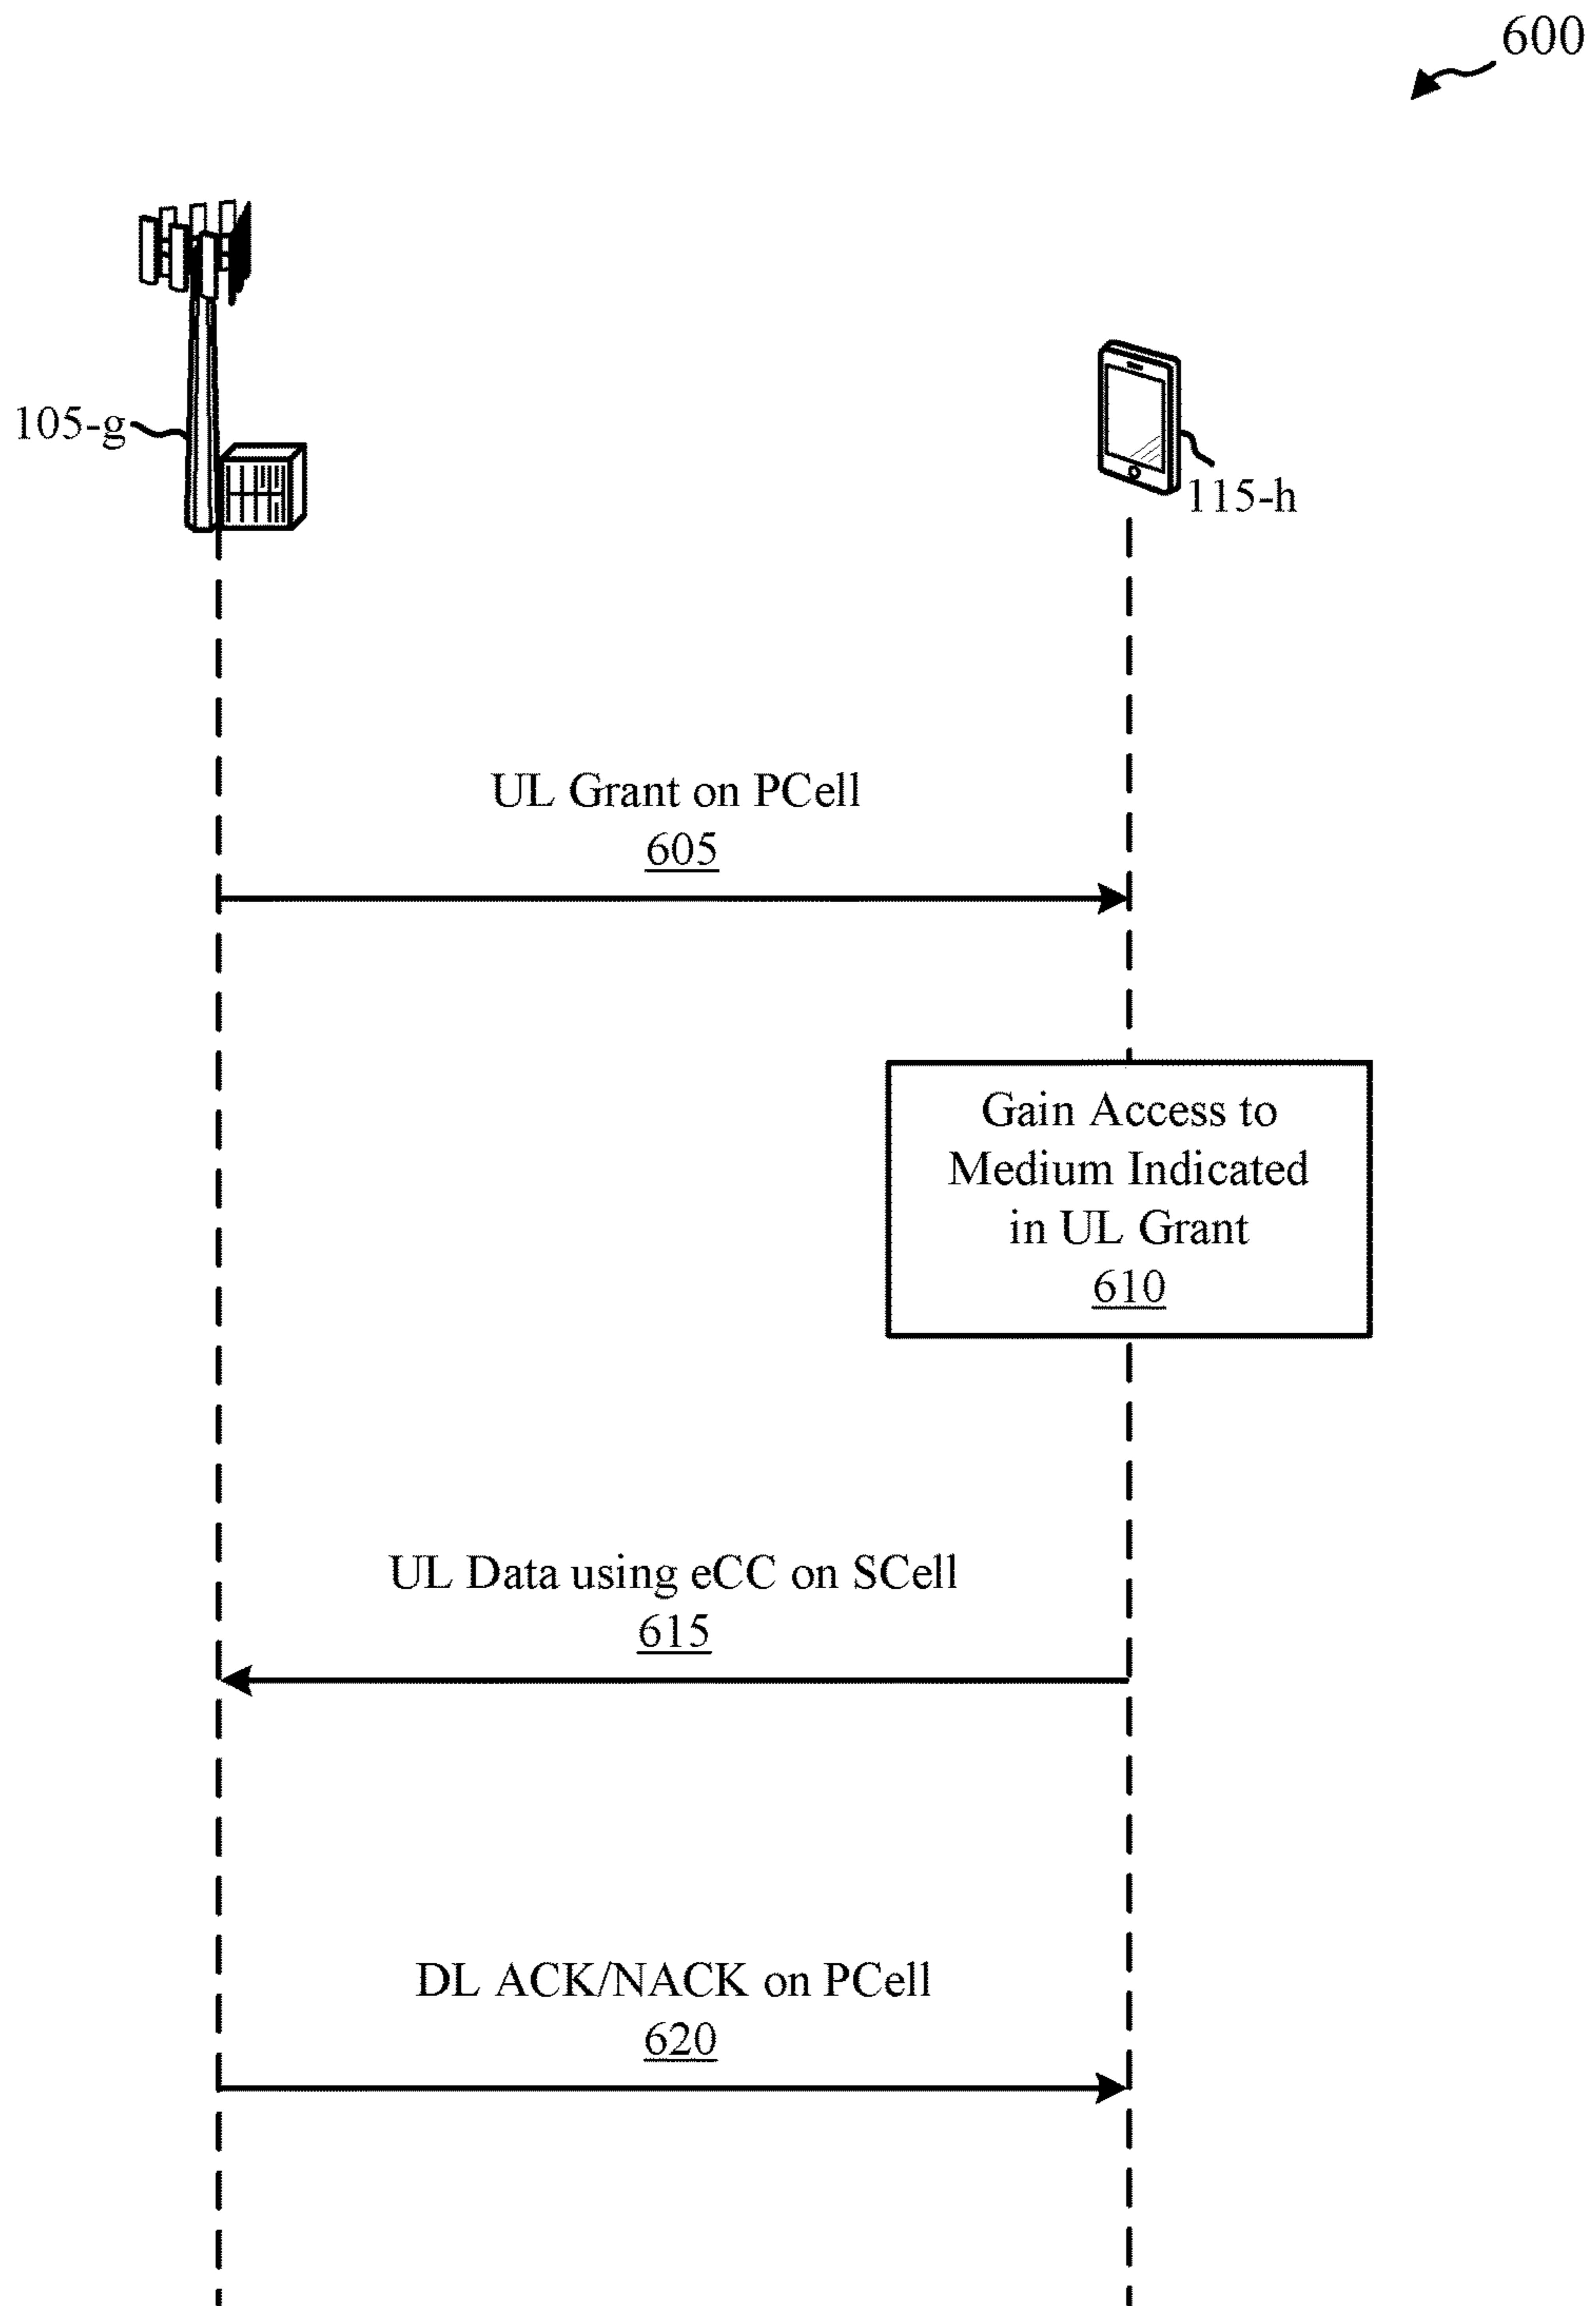 600
105-g
115-h
UL Grant on PCell
605
Gain Access to
Medium Indicated
in UL Grant
610
UL Data using eCC on SCell
615
DL ACK/NACK on PCell
620